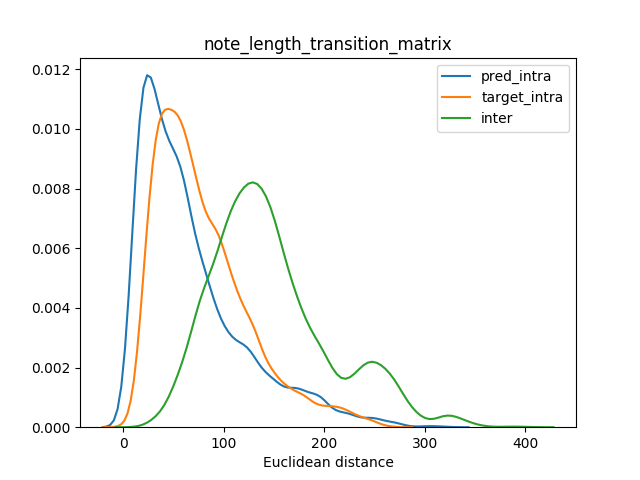 note_length_transition_matrix
pred_intra
target_intra
inter
0.012
0.010
0.008
0.006
0.004
0.002
0.000
0 100 200 300 400
Euclidean distance